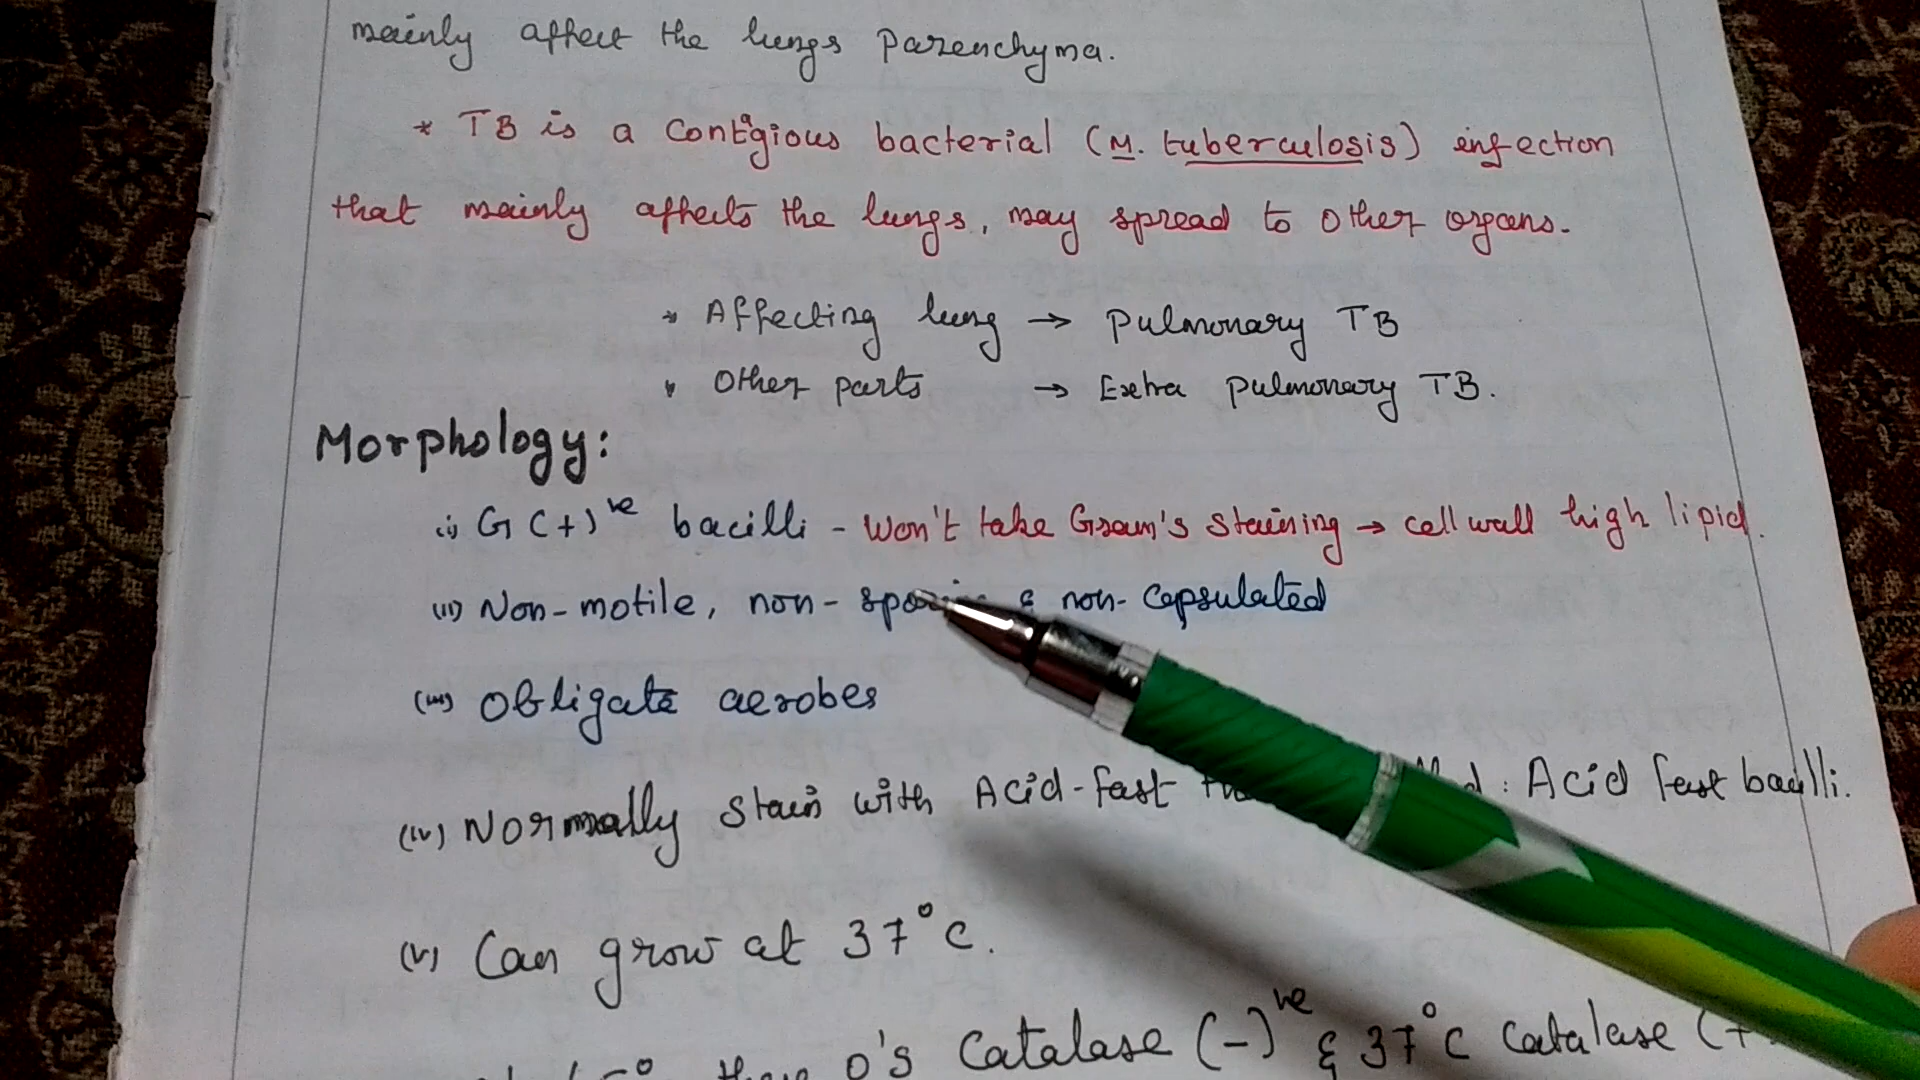 mainly affect the lungs parenchyma.
* TB is a contagious bacterial (M. tuberculosis) infection
that mainly affects the lungs, may spread to other organs.
* Affecting lung → pulmonary TB
* Other parts → Extra pulmonary TB.
Morphology:
(i) G(+)ve bacilli - won't take Gram's staining → cell wall high lipid.
(ii) Non-motile, non- & non-capsulated
(iii) Obligate aerobes
(iv) Normally stain with Acid-fast : Acid fast bacilli.
(v) Can grow at 37°C.
o's catalase (-)ve & 37°C catalase (+